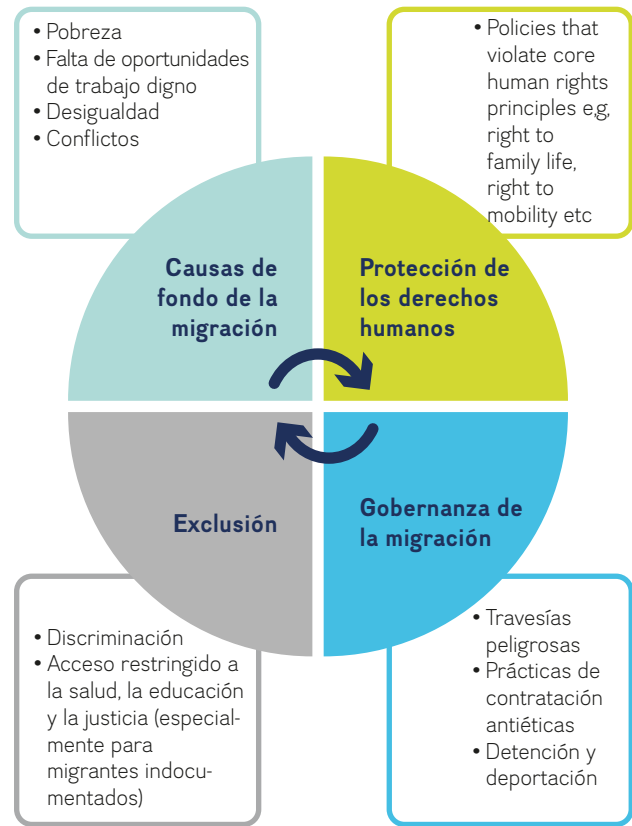 • Pobreza
• Falta de oportunidades
de trabajo digno
• Desigualdad
• Conflictos
• Policies that
violate core
human rights
principles e.g,
right to
family life,
right to
mobility etc
Causas de
fondo de la
migración
Protección de
los derechos
humanos
Exclusión
Gobernanza de
la migración
• Discriminación
• Acceso restringido a
la salud, la educación
y la justicia (especial-
mente para
migrantes indocu-
mentados)
• Travesías
peligrosas
• Prácticas de
contratación
antiéticas
• Detención y
deportación